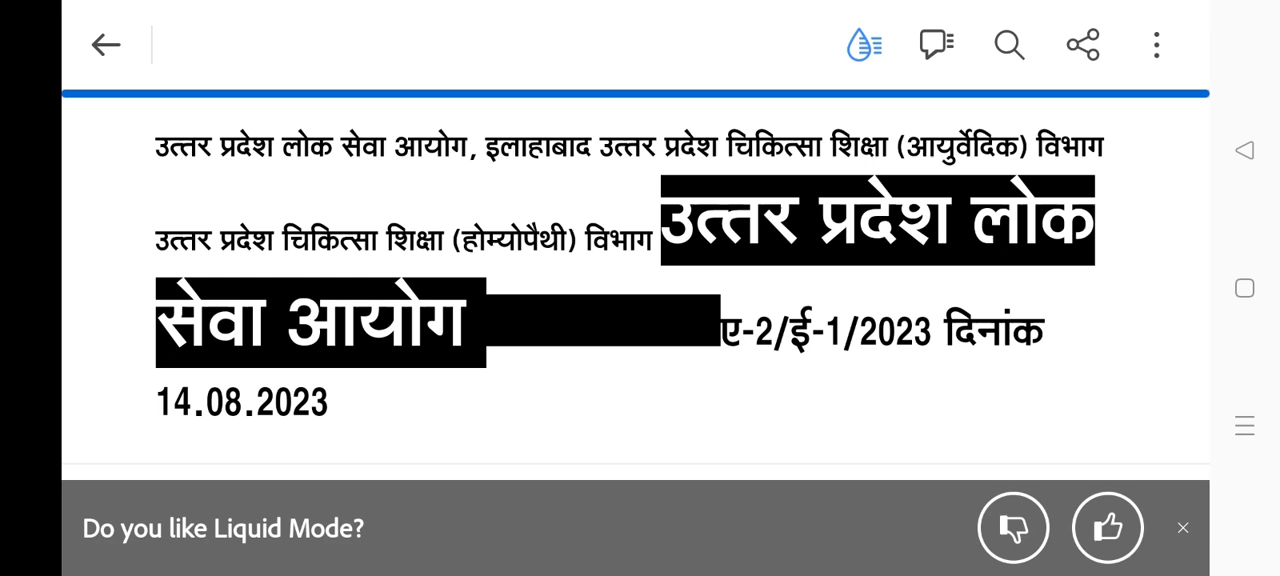 उत्तर प्रदेश लोक सेवा आयोग, इलाहाबाद उत्तर प्रदेश चिकित्सा शिक्षा (आयुर्वेदिक) विभाग
उत्तर प्रदेश चिकित्सा शिक्षा (होम्योपैथी) विभाग उत्तर प्रदेश लोक
सेवा आयोग ए-2/ई-1/2023 दिनांक
14.08.2023
Do you like Liquid Mode?